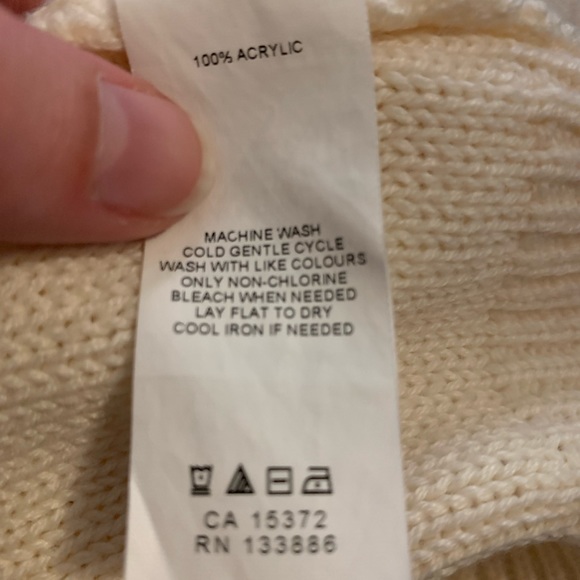 100% ACRYLIC
MACHINE WASH
COLD GENTLE CYCLE
WASH WITH LIKE COLOURS
ONLY NON-CHLORINE
BLEACH WHEN NEEDED
LAY FLAT TO DRY
COOL IRON IF NEEDED
CA 15372
RN 133886